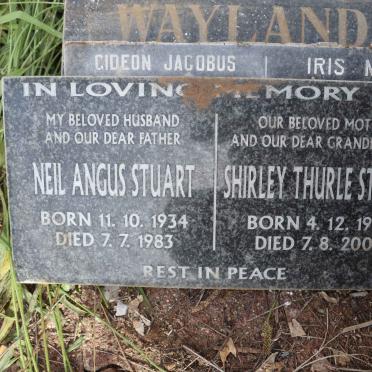 WAYLAND
GIDEON JACOBUS IRIS
IN LOVING MEMORY
MY BELOVED HUSBAND
AND OUR DEAR FATHER
NEIL ANGUS STUART
BORN 11. 10. 1934
DIED 7. 7. 1983
OUR BELOVED
AND OUR DEAR
SHIRLEY THURLE
BORN 4. 12.
DIED 7. 8.
REST IN PEACE